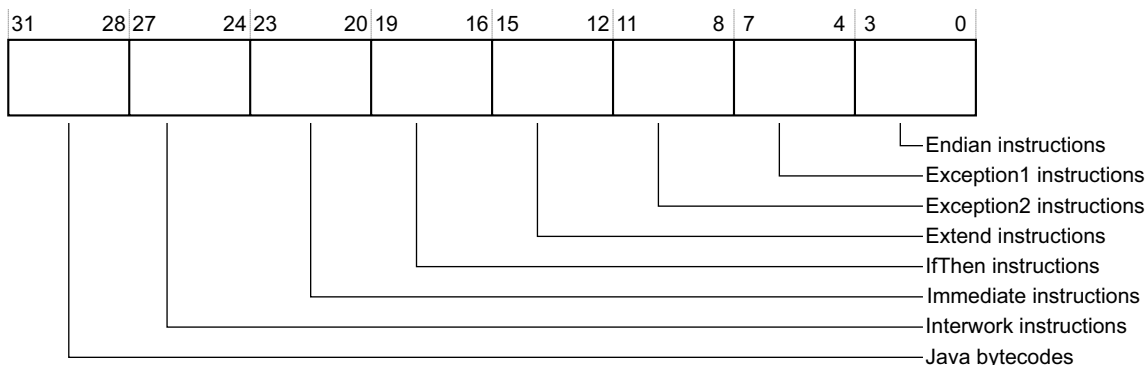 31 28 27 24 23 20 19 16 15 12 11 8 7 4 3 0
Endian instructions
Exception1 instructions
Exception2 instructions
Extend instructions
IfThen instructions
Immediate instructions
Interwork instructions
Java bytecodes